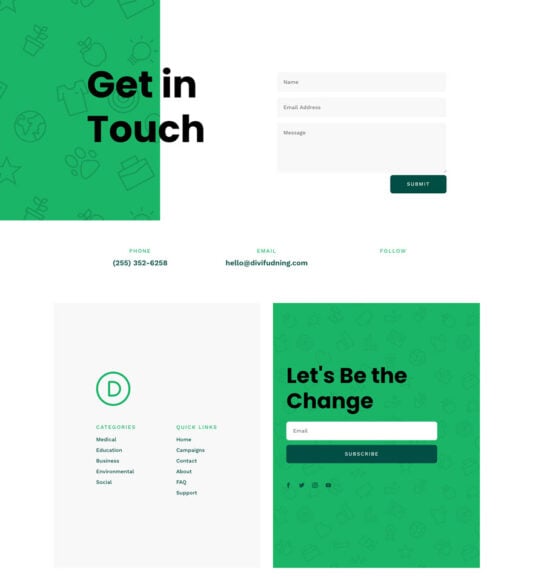 Get in
Touch
Name
Email Address
Message
SUBMIT
PHONE
(255) 352-6258
EMAIL
hello@divifudning.com
FOLLOW
D
CATEGORIES
Medical
Education
Business
Environmental
Social
QUICK LINKS
Home
Campaigns
Contact
About
FAQ
Support
Let's Be the
Change
Email
SUBSCRIBE